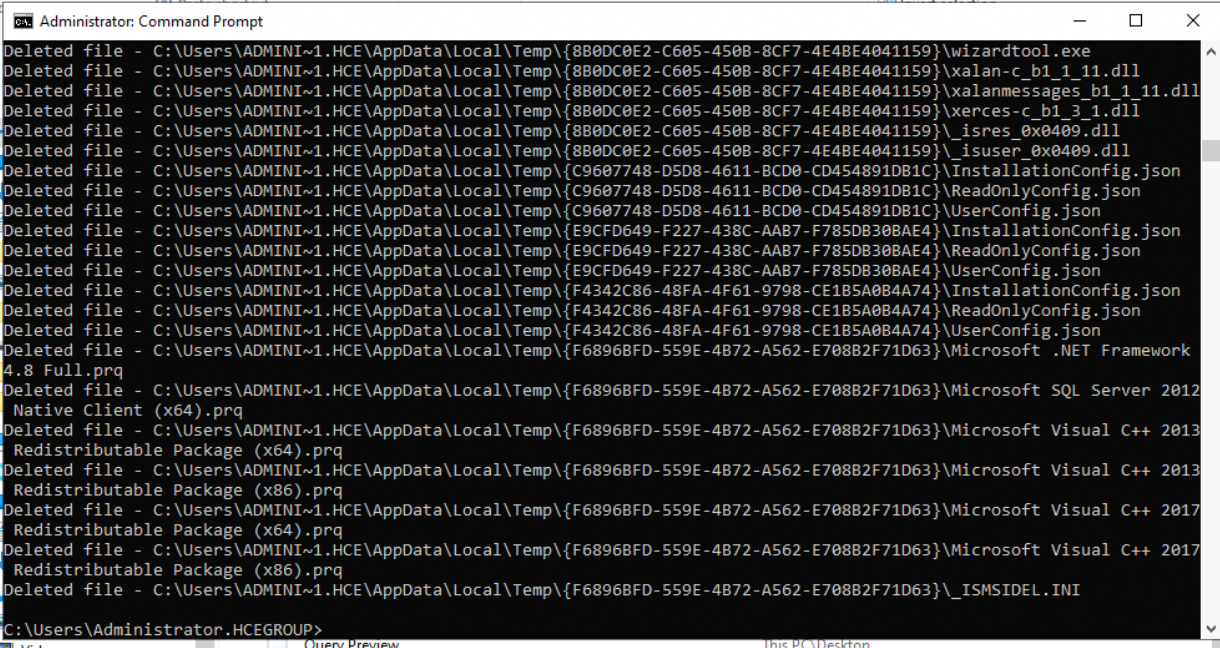 Administrator: Command Prompt
Deleted file - C:\Users\ADMINI~1.HCE\AppData\Local\Temp\{8B0DC0E2-C605-450B-8CF7-4E4BE4041159}\wizardtool.exe
Deleted file - C:\Users\ADMINI~1.HCE\AppData\Local\Temp\{8B0DC0E2-C605-450B-8CF7-4E4BE4041159}\xalan-c_b1_1_11.dll
Deleted file - C:\Users\ADMINI~1.HCE\AppData\Local\Temp\{8B0DC0E2-C605-450B-8CF7-4E4BE4041159}\xalanmessages_b1_1_11.dll
Deleted file - C:\Users\ADMINI~1.HCE\AppData\Local\Temp\{8B0DC0E2-C605-450B-8CF7-4E4BE4041159}\xerces-c_b1_3_1.dll
Deleted file - C:\Users\ADMINI~1.HCE\AppData\Local\Temp\{8B0DC0E2-C605-450B-8CF7-4E4BE4041159}\_isres_0x0409.dll
Deleted file - C:\Users\ADMINI~1.HCE\AppData\Local\Temp\{8B0DC0E2-C605-450B-8CF7-4E4BE4041159}\_isuser_0x0409.dll
Deleted file - C:\Users\ADMINI~1.HCE\AppData\Local\Temp\{C9607748-D5D8-4611-BCD0-CD454891DB1C}\InstallationConfig.json
Deleted file - C:\Users\ADMINI~1.HCE\AppData\Local\Temp\{C9607748-D5D8-4611-BCD0-CD454891DB1C}\ReadOnlyConfig.json
Deleted file - C:\Users\ADMINI~1.HCE\AppData\Local\Temp\{C9607748-D5D8-4611-BCD0-CD454891DB1C}\UserConfig.json
Deleted file - C:\Users\ADMINI~1.HCE\AppData\Local\Temp\{E9CFD649-F227-438C-AAB7-F785DB30BAE4}\InstallationConfig.json
Deleted file - C:\Users\ADMINI~1.HCE\AppData\Local\Temp\{E9CFD649-F227-438C-AAB7-F785DB30BAE4}\ReadOnlyConfig.json
Deleted file - C:\Users\ADMINI~1.HCE\AppData\Local\Temp\{E9CFD649-F227-438C-AAB7-F785DB30BAE4}\UserConfig.json
Deleted file - C:\Users\ADMINI~1.HCE\AppData\Local\Temp\{F4342C86-48FA-4F61-9798-CE1B5A0B4A74}\InstallationConfig.json
Deleted file - C:\Users\ADMINI~1.HCE\AppData\Local\Temp\{F4342C86-48FA-4F61-9798-CE1B5A0B4A74}\ReadOnlyConfig.json
Deleted file - C:\Users\ADMINI~1.HCE\AppData\Local\Temp\{F4342C86-48FA-4F61-9798-CE1B5A0B4A74}\UserConfig.json
Deleted file - C:\Users\ADMINI~1.HCE\AppData\Local\Temp\{F6896BFD-559E-4B72-A562-E708B2F71D63}\Microsoft .NET Framework
4.8 Full.prq
Deleted file - C:\Users\ADMINI~1.HCE\AppData\Local\Temp\{F6896BFD-559E-4B72-A562-E708B2F71D63}\Microsoft SQL Server 2012
Native Client (x64).prq
Deleted file - C:\Users\ADMINI~1.HCE\AppData\Local\Temp\{F6896BFD-559E-4B72-A562-E708B2F71D63}\Microsoft Visual C++ 2013
Redistributable Package (x64).prq
Deleted file - C:\Users\ADMINI~1.HCE\AppData\Local\Temp\{F6896BFD-559E-4B72-A562-E708B2F71D63}\Microsoft Visual C++ 2013
Redistributable Package (x86).prq
Deleted file - C:\Users\ADMINI~1.HCE\AppData\Local\Temp\{F6896BFD-559E-4B72-A562-E708B2F71D63}\Microsoft Visual C++ 2017
Redistributable Package (x64).prq
Deleted file - C:\Users\ADMINI~1.HCE\AppData\Local\Temp\{F6896BFD-559E-4B72-A562-E708B2F71D63}\Microsoft Visual C++ 2017
Redistributable Package (x86).prq
Deleted file - C:\Users\ADMINI~1.HCE\AppData\Local\Temp\{F6896BFD-559E-4B72-A562-E708B2F71D63}\_ISMSIDEL.INI
C:\Users\Administrator.HCEGROUP>
Query Preview
This PC\Desktop